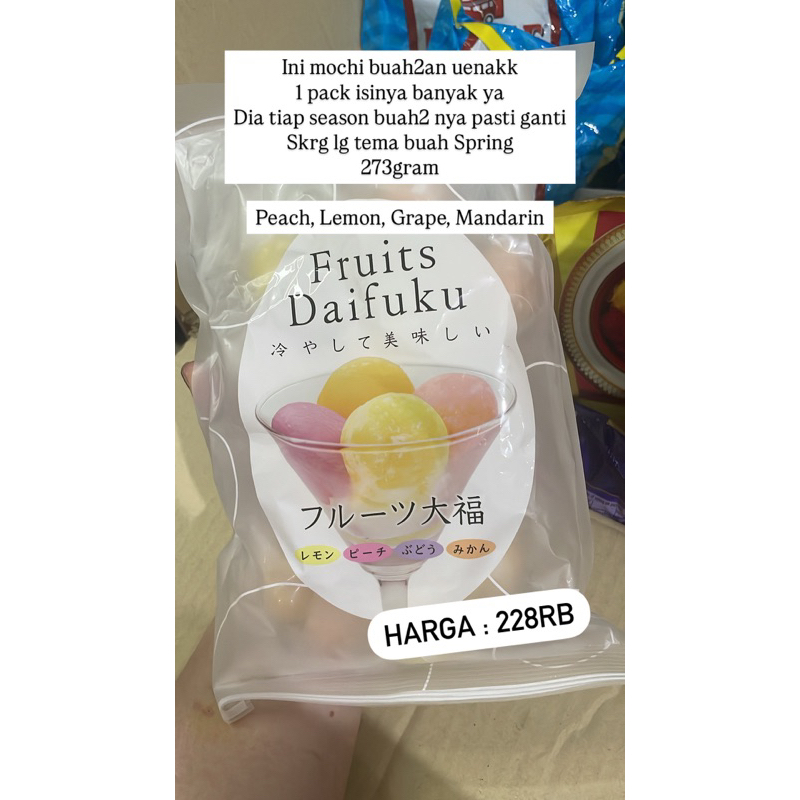 Ini mochi buah2an uenakk
1 pack isinya banyak ya
Dia tiap season buah2 nya pasti ganti
Skrg lg tema buah Spring
273gram
Peach, Lemon, Grape, Mandarin
Fruits
Daifuku
冷やして美味しい
フルーツ大福
レモン ピーチ ぶどう みかん
HARGA : 228RB